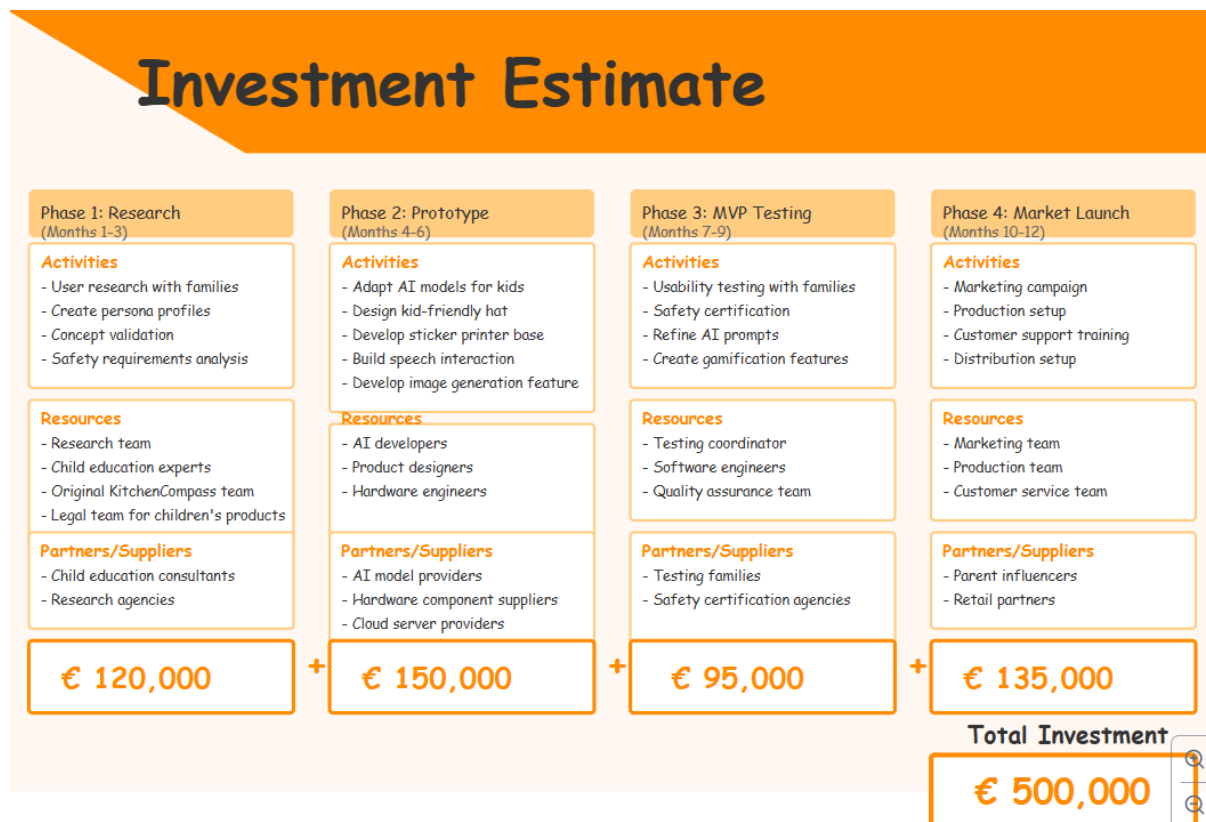 Investment Estimate
Phase 1: Research
(Months 1-3)
Activities
- User research with families
- Create persona profiles
- Concept validation
- Safety requirements analysis
Resources
- Research team
- Child education experts
- Original KitchenCompass team
- Legal team for children's products
Partners/Suppliers
- Child education consultants
- Research agencies
€ 120,000
+
Phase 2: Prototype
(Months 4-6)
Activities
- Adapt AI models for kids
- Design kid-friendly hat
- Develop sticker printer base
- Build speech interaction
- Develop image generation feature
Resources
- AI developers
- Product designers
- Hardware engineers
Partners/Suppliers
- AI model providers
- Hardware component suppliers
- Cloud server providers
€ 150,000
+
Phase 3: MVP Testing
(Months 7-9)
Activities
- Usability testing with families
- Safety certification
- Refine AI prompts
- Create gamification features
Resources
- Testing coordinator
- Software engineers
- Quality assurance team
Partners/Suppliers
- Testing families
- Safety certification agencies
€ 95,000
+
Phase 4: Market Launch
(Months 10-12)
Activities
- Marketing campaign
- Production setup
- Customer support training
- Distribution setup
Resources
- Marketing team
- Production team
- Customer service team
Partners/Suppliers
- Parent influencers
- Retail partners
€ 135,000
Total Investment
€ 500,000